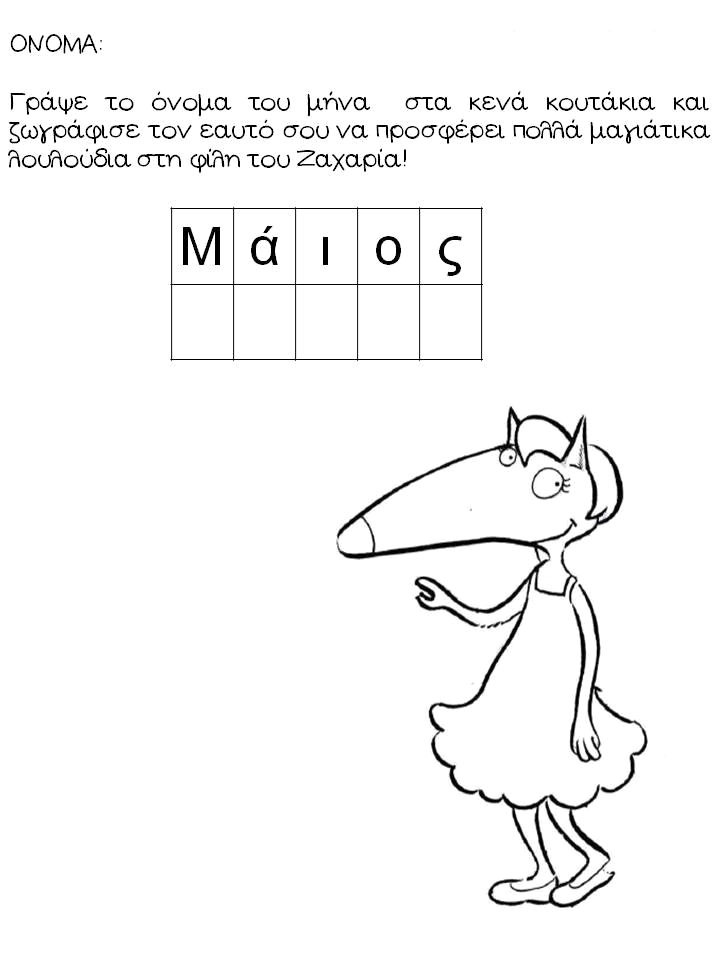 ΟΝΟΜΑ:
Γράψε το όνομα του μήνα στα κενά κουτάκια και
ζωγράφισε τον εαυτό σου να προσφέρει πολλά μαγιάτικα
λουλούδια στη φίλη του Ζαχαρία!
Μ ά ι ο ς